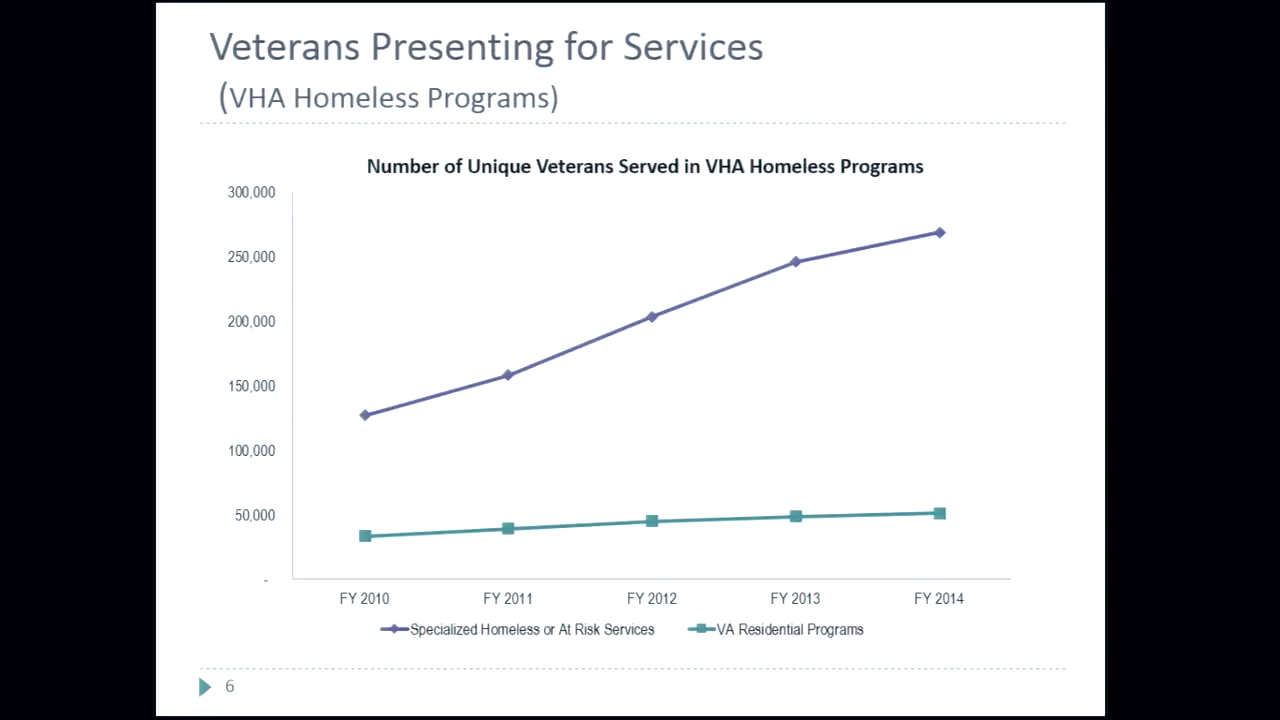 Veterans Presenting for Services
(VHA Homeless Programs)
Number of Unique Veterans Served in VHA Homeless Programs
300,000
250,000
200,000
150,000
100,000
50,000
-
FY 2010 FY 2011 FY 2012 FY 2013 FY 2014
Specialized Homeless or At Risk Services VA Residential Programs
6